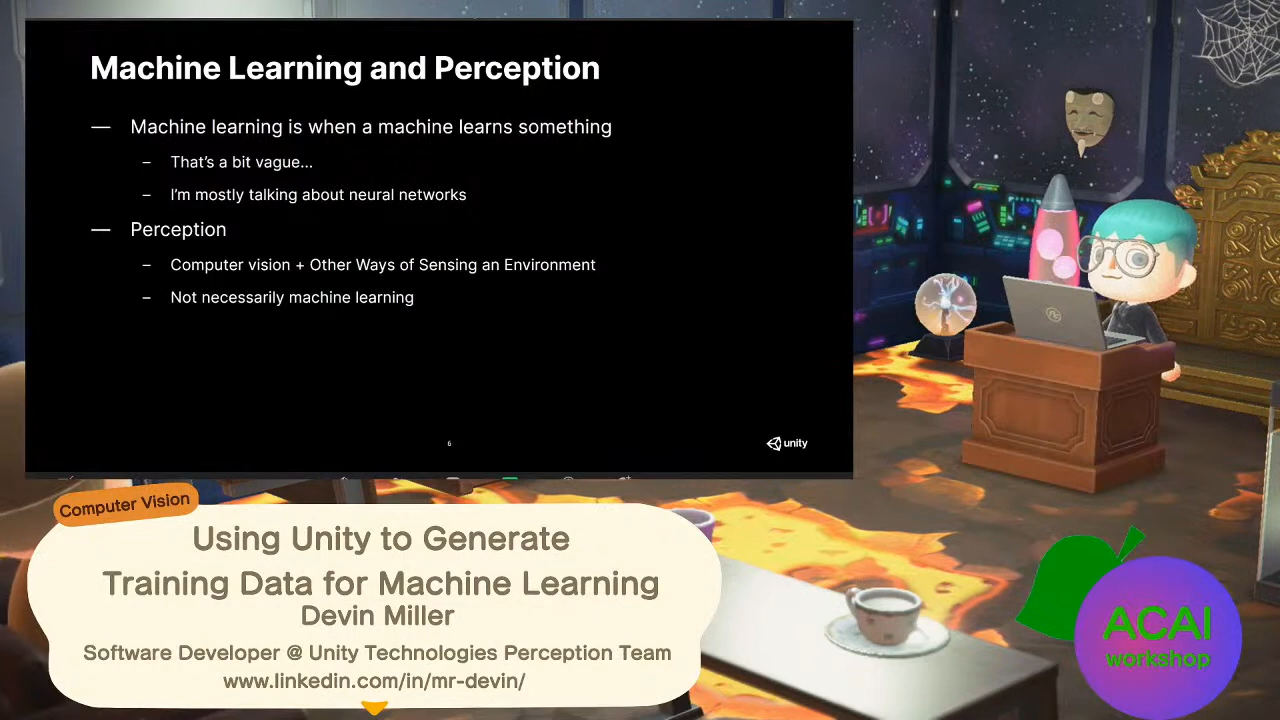 Machine Learning and Perception
— Machine learning is when a machine learns something
– That's a bit vague...
– I'm mostly talking about neural networks
— Perception
– Computer vision + Other Ways of Sensing an Environment
– Not necessarily machine learning
6
unity
Computer Vision
Using Unity to Generate
Training Data for Machine Learning
Devin Miller
Software Developer @ Unity Technologies Perception Team
www.linkedin.com/in/mr-devin/
ACAI
workshop